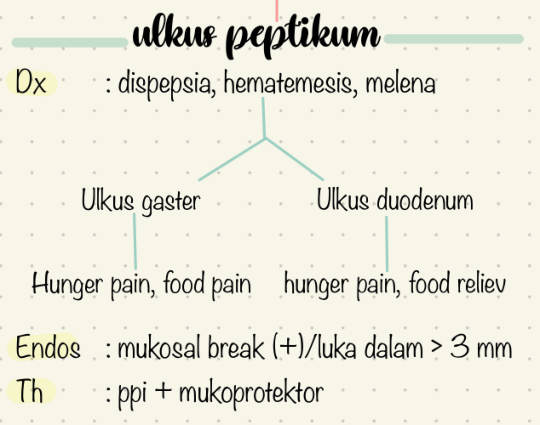 ulkus peptikum
Dx : dispepsia, hematemesis, melena
Ulkus gaster Ulkus duodenum
Hunger pain, food pain hunger pain, food reliev
Endos : mukosal break (+)/luka dalam > 3 mm
Th : ppi + mukoprotektor